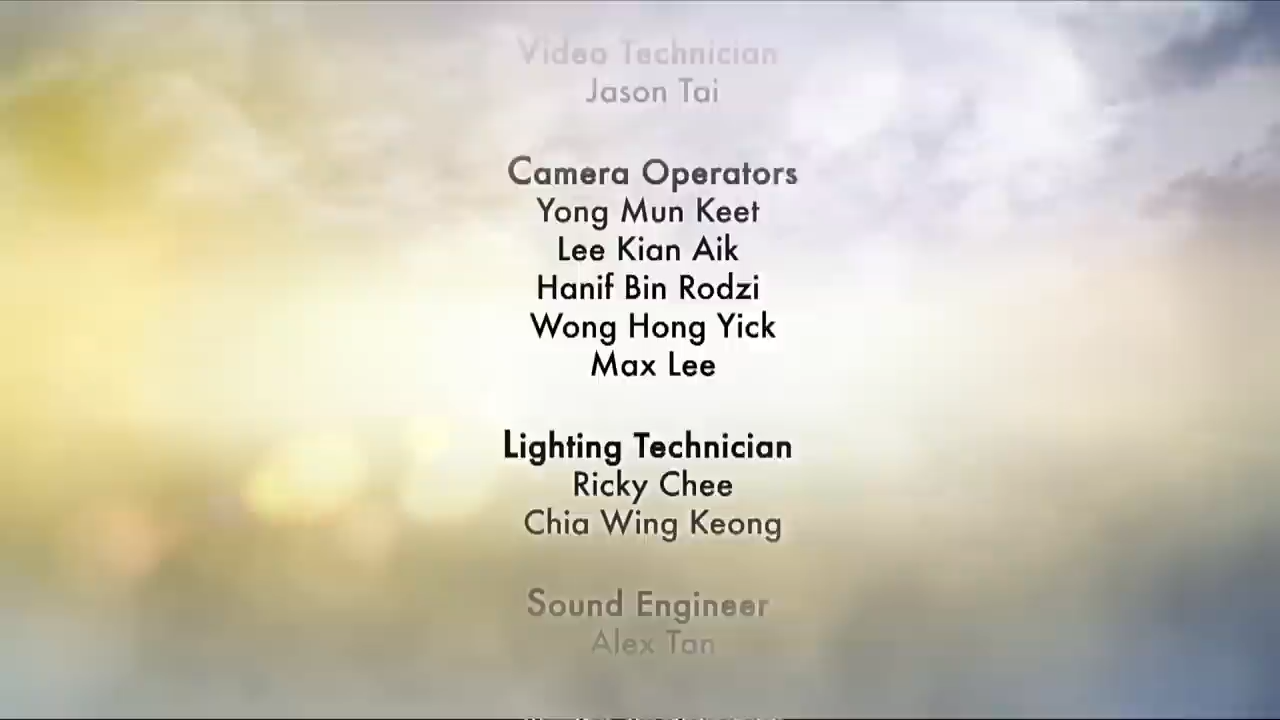 Video Technician
Jason Tai
Camera Operators
Yong Mun Keet
Lee Kian Aik
Hanif Bin Rodzi
Wong Hong Yick
Max Lee
Lighting Technician
Ricky Chee
Chia Wing Keong
Sound Engineer
Alex Tan